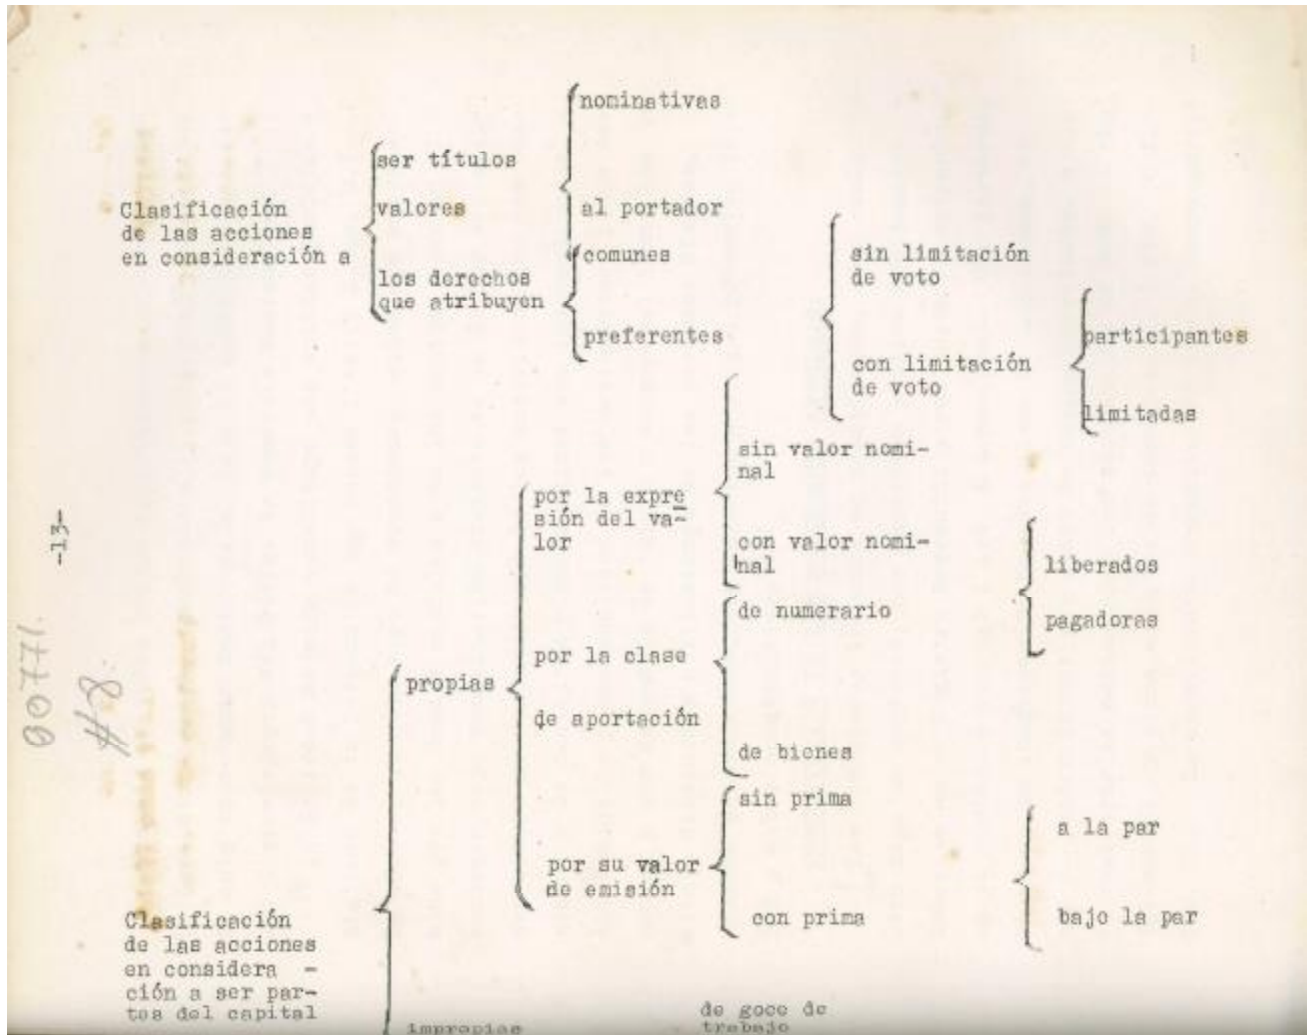 nominativas
ser títulos
valores
al portador
Clasificación
de las acciones
en consideración a
los derechos
que atribuyen
comunes
preferentes
sin limitación
de voto
con limitación
de voto
participantes
limitadas
-13-
00771.
#8
propias
por la expre
sión del va-
lor
sin valor nomi-
nal
con valor nomi-
nal
por la clase
de aportación
de numerario
de bienes
liberados
pagadoras
por su valor
de emisión
sin prima
con prima
a la par
bajo la par
Clasificación
de las acciones
en considera -
ción a ser par-
tes del capital
impropias
de goce de
trabajo